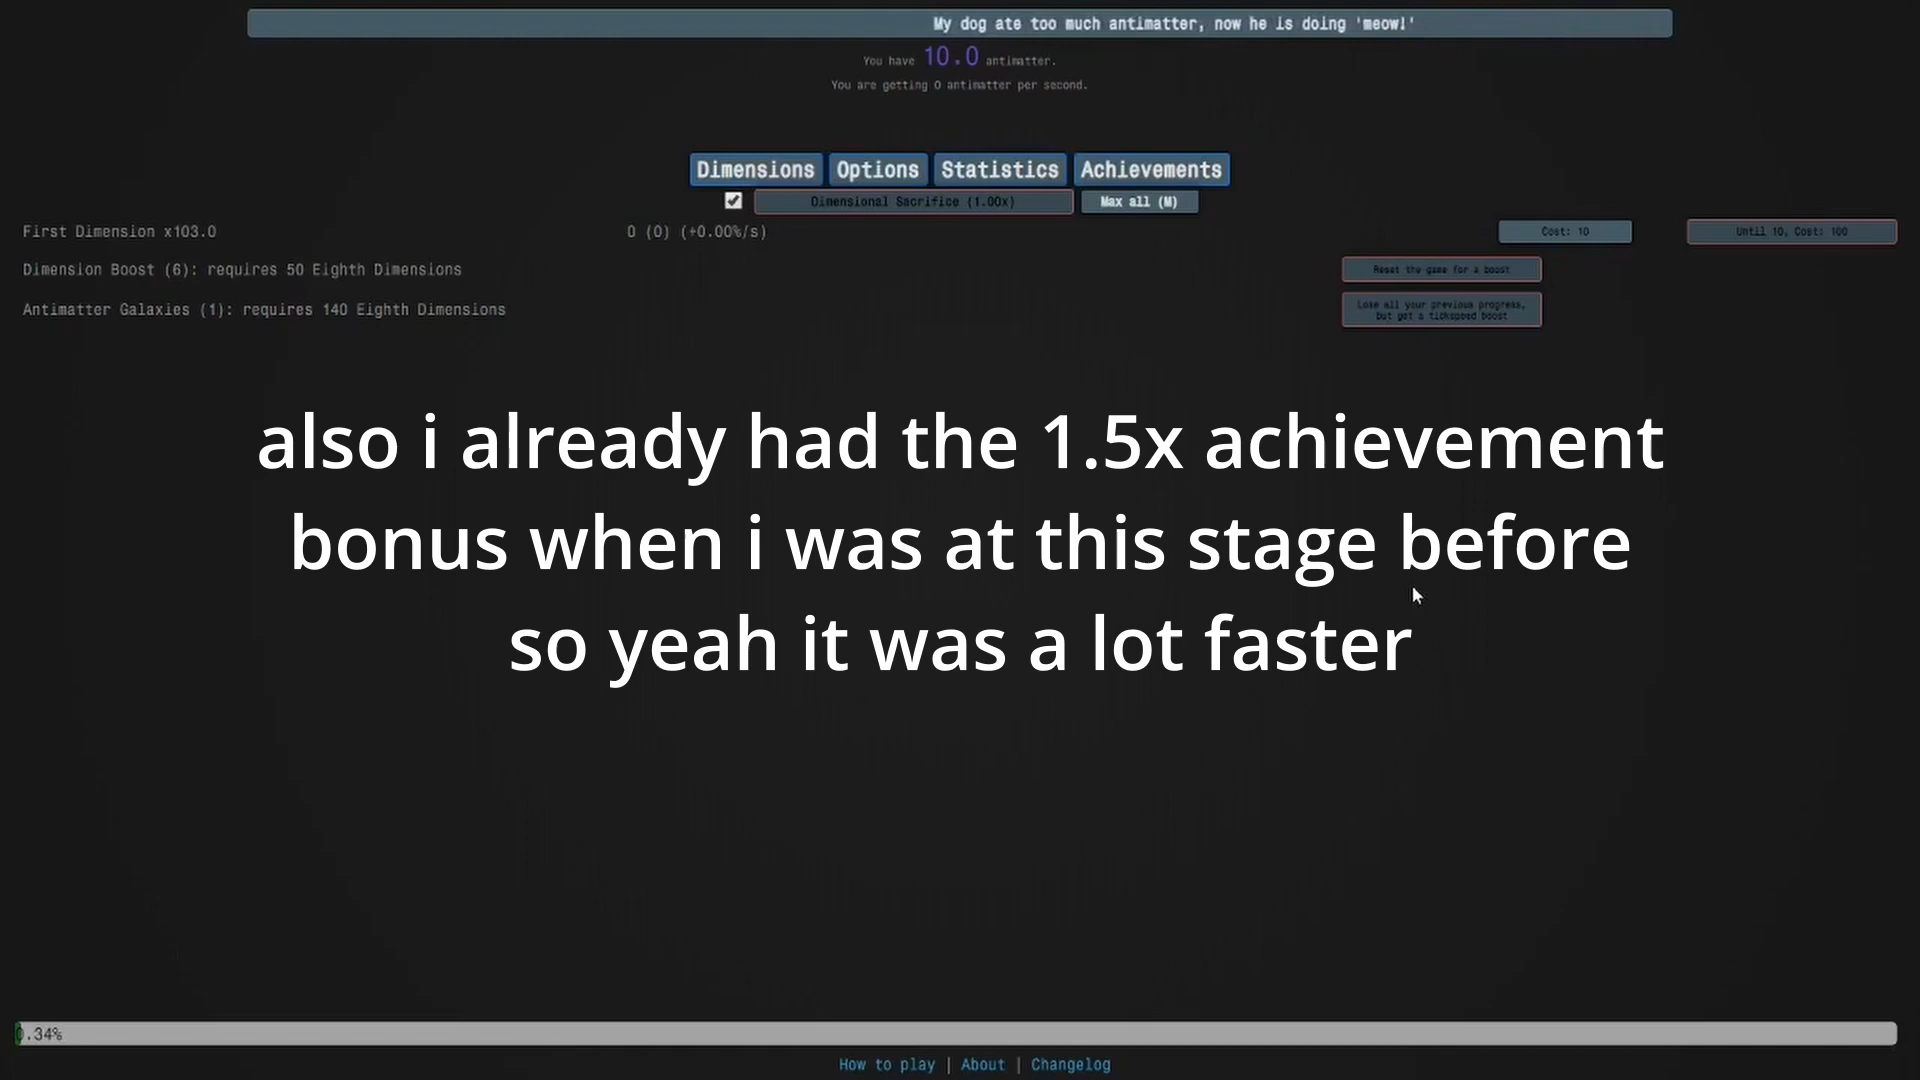 My dog ate too much antimatter, now he is doing 'meow!'
You have 10.0 antimatter.
You are getting 0 antimatter per second.
Dimensions Options Statistics Achievements
Dimensional Sacrifice (1.00x) Max all (M)
First Dimension x103.0 0 (0) (+0.00%/s) Cost: 10 Until 10, Cost: 100
Dimension Boost (6): requires 50 Eighth Dimensions Reset the game for a boost
Antimatter Galaxies (1): requires 140 Eighth Dimensions Lose all your previous progress,
but get a tickspeed boost
also i already had the 1.5x achievement
bonus when i was at this stage before
so yeah it was a lot faster
0.34%
How to play | About | Changelog